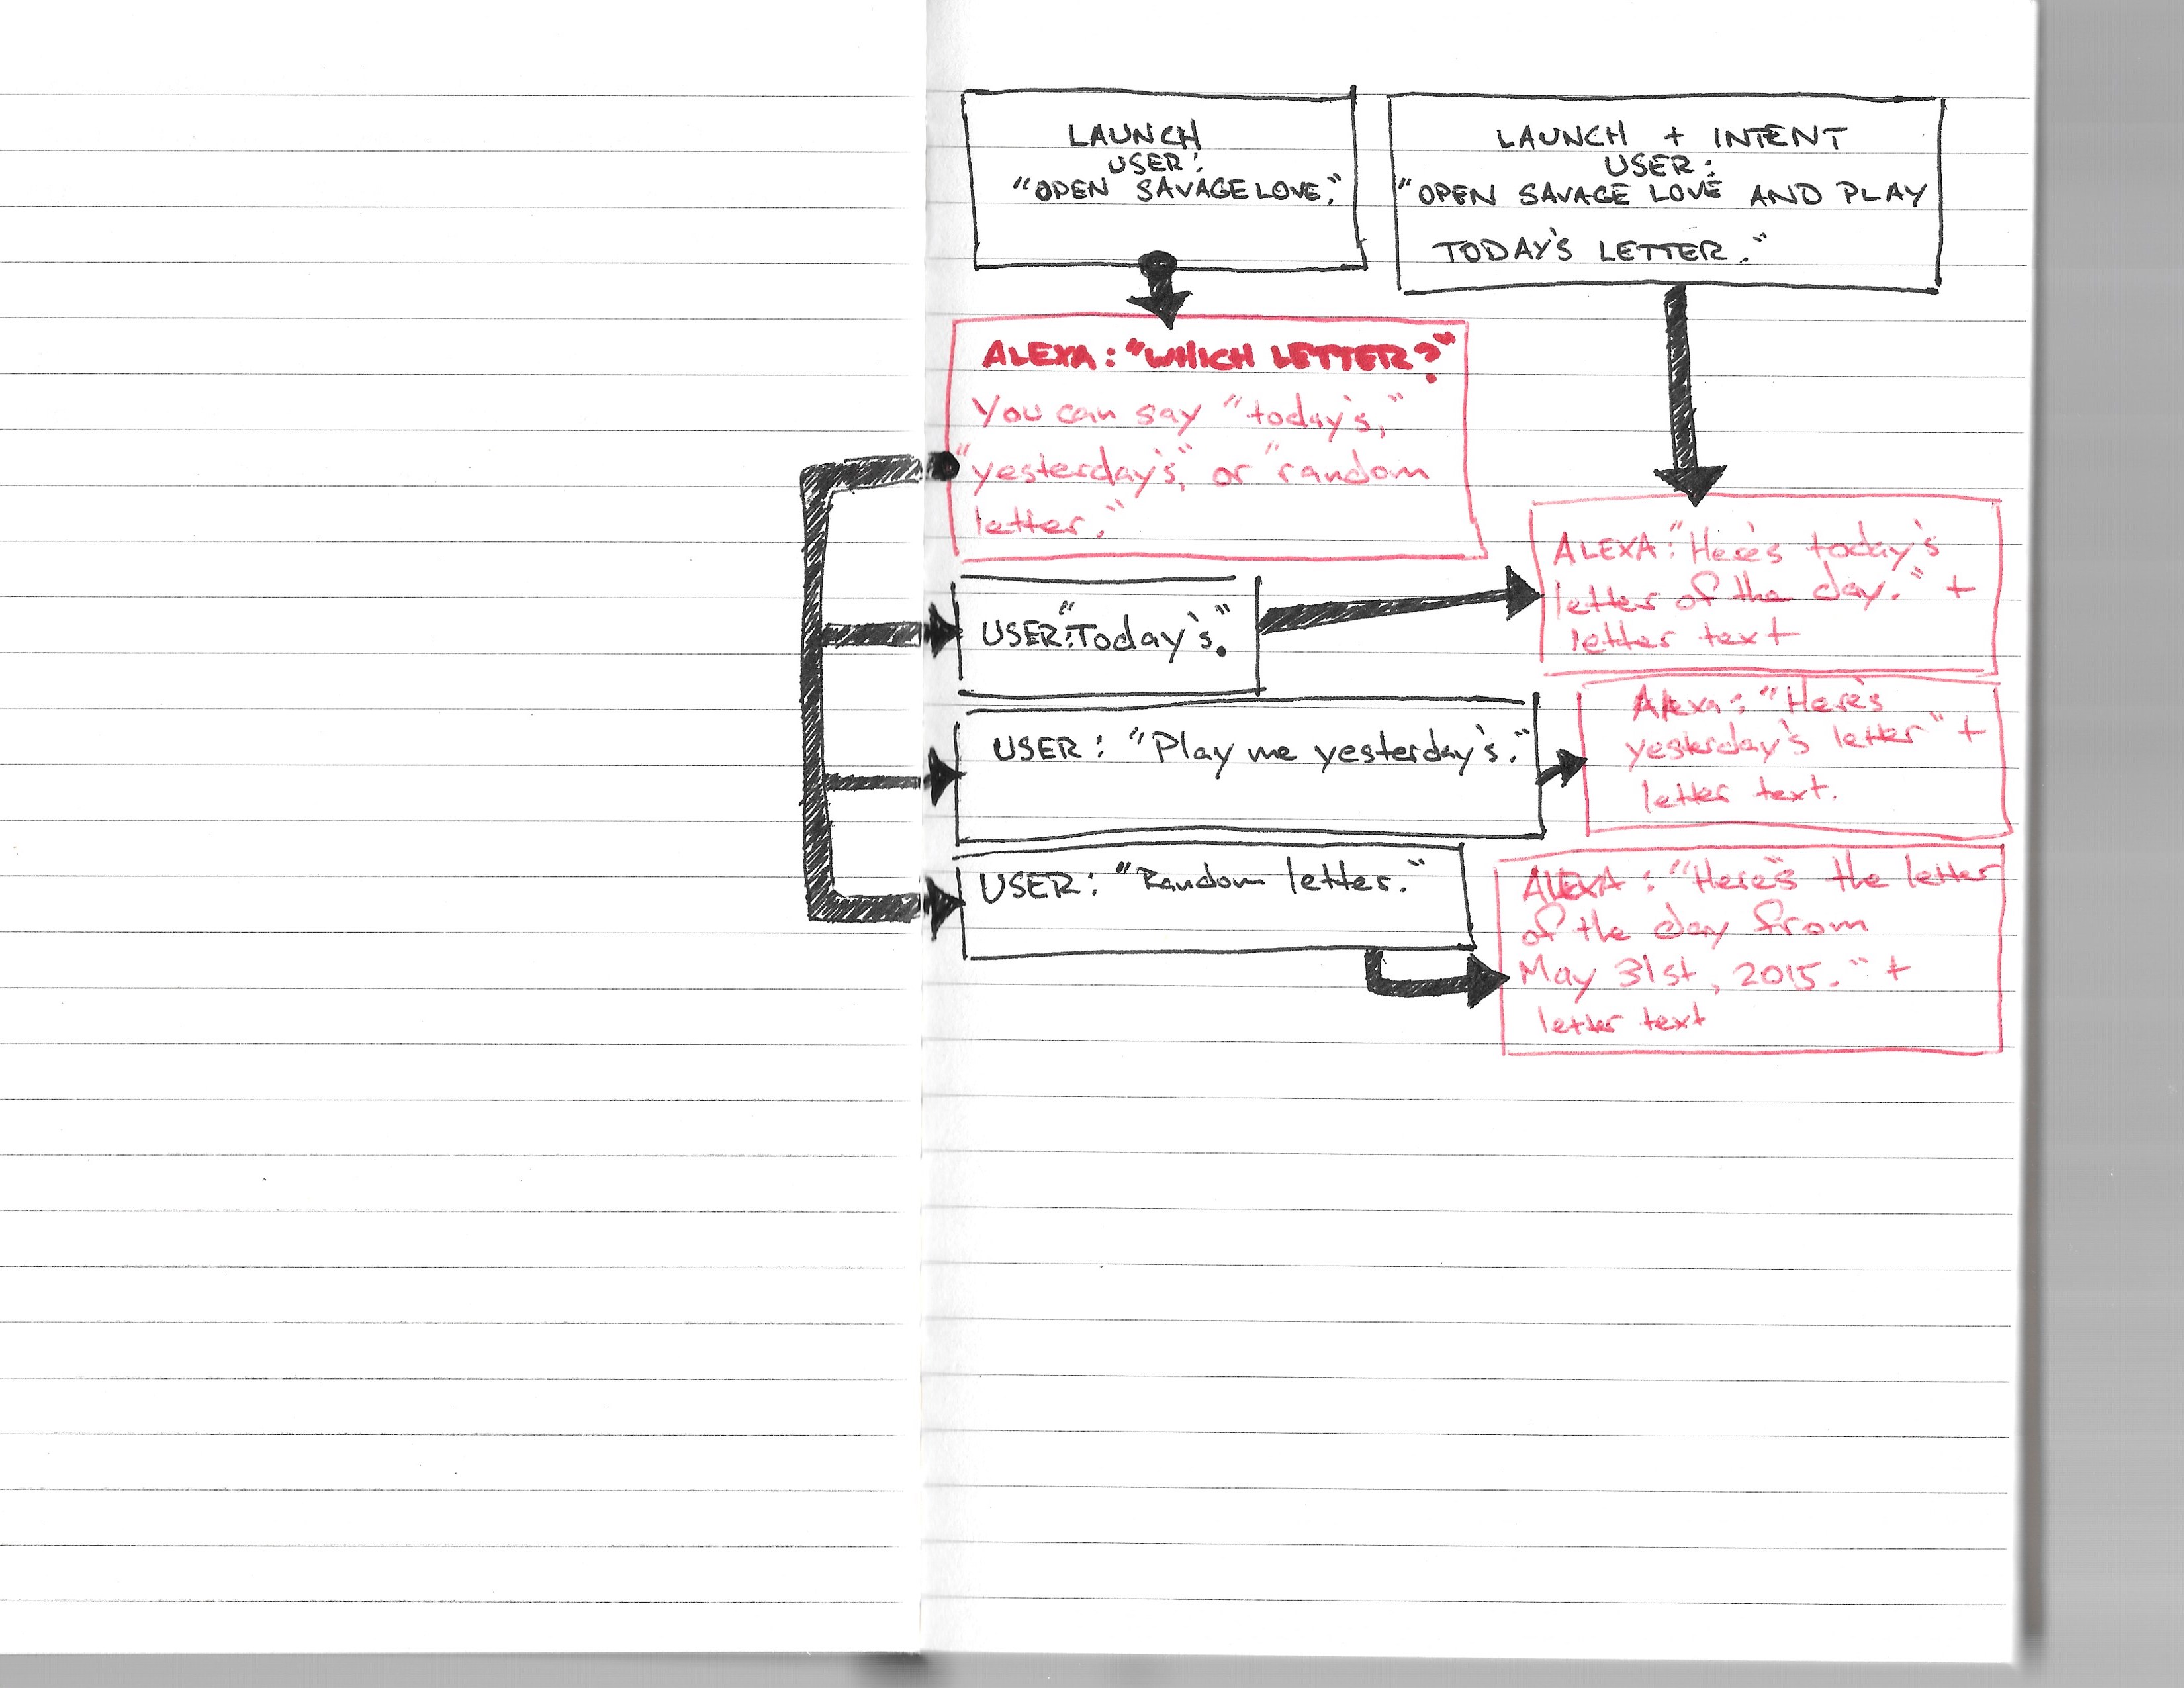 LAUNCH
USER:
"OPEN SAVAGE LOVE."
LAUNCH + INTENT
USER:
"OPEN SAVAGE LOVE AND PLAY
TODAY'S LETTER."
ALEXA: "WHICH LETTER?"
You can say "today's,"
"yesterday's," or "random
letter."
USER: "Today's."
ALEXA: "Here's today's
letter of the day." +
letter text
USER: "Play me yesterday's."
Alexa: "Here's
yesterday's letter" +
letter text.
USER: "Random letter."
ALEXA: "Here's the letter
of the day from
May 31st, 2015." +
letter text